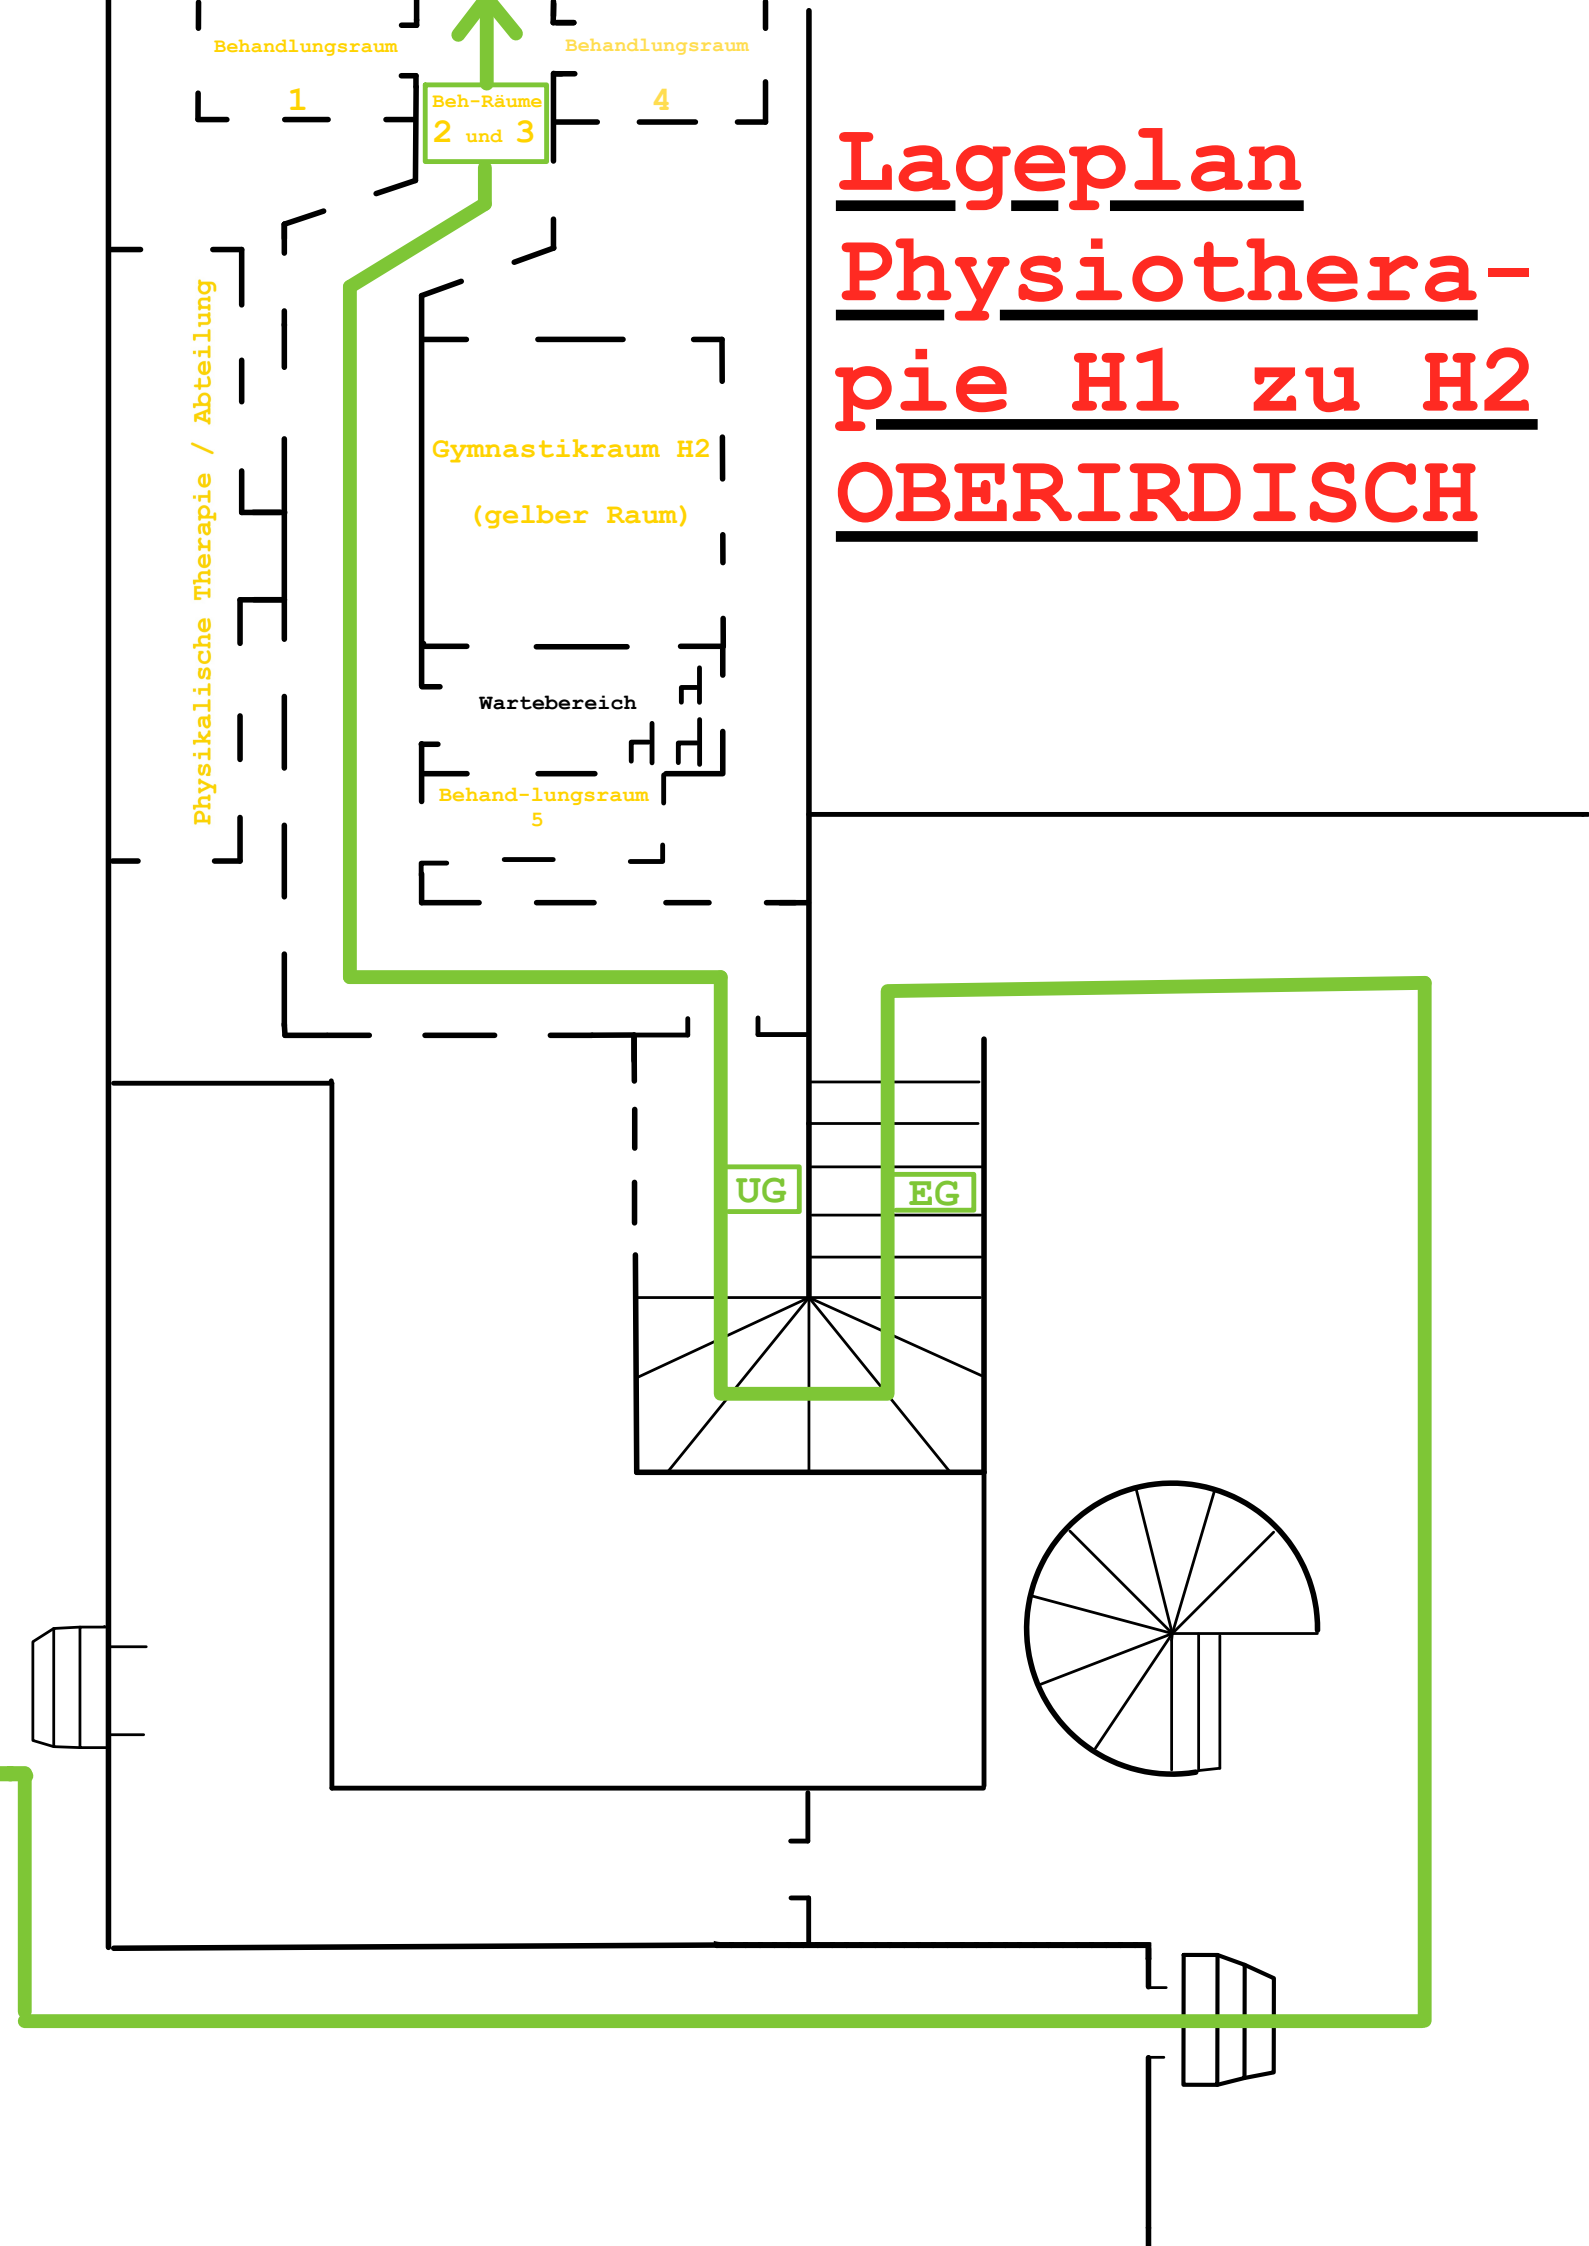 Behandlungsraum
1
Behandlungsraum
4
Beh-Räume
2 und 3
Lageplan
Physiothera-
pie H1 zu H2
OBERIRDISCH
Physikalische Therapie / Abteilung
Gymnastikraum H2
(gelber Raum)
Wartebereich
Behand-lungsraum
5
UG
EG